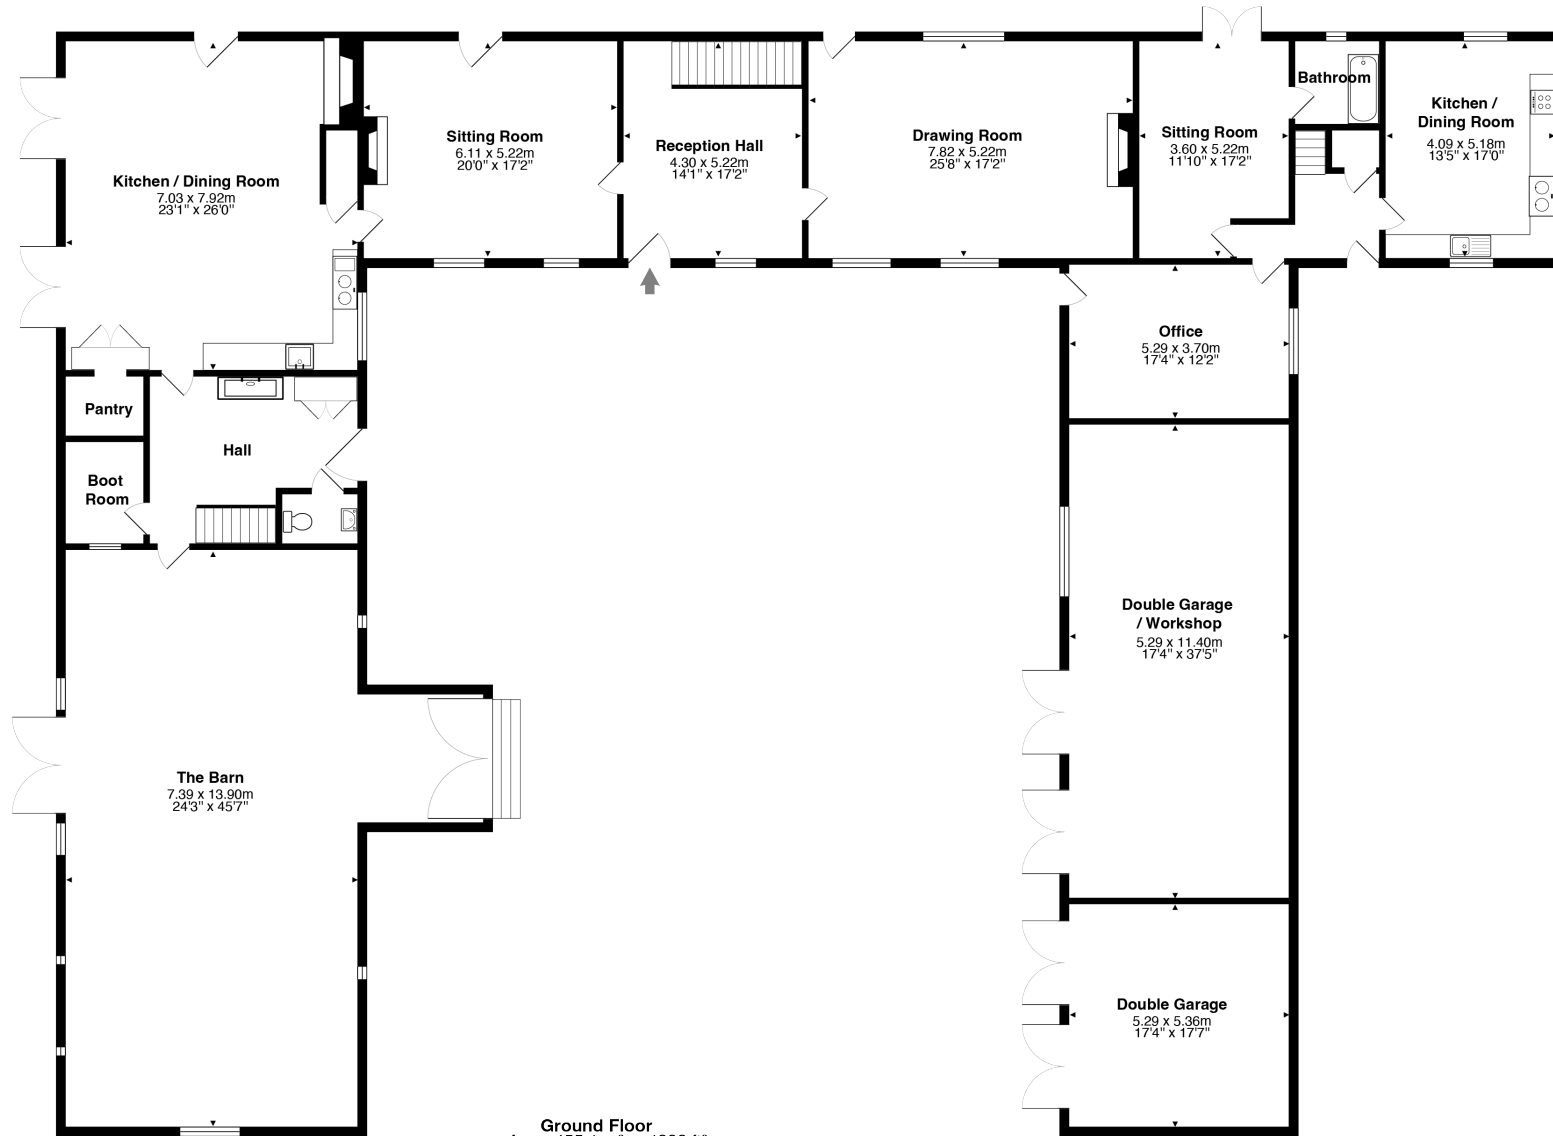 Bathroom
Kitchen /
Dining Room
4.09 x 5.18m
13'5" x 17'0"
Sitting Room
6.11 x 5.22m
20'0" x 17'2"
Reception Hall
4.30 x 5.22m
14'1" x 17'2"
Drawing Room
7.82 x 5.22m
25'8" x 17'2"
Sitting Room
3.60 x 5.22m
11'10" x 17'2"
Kitchen / Dining Room
7.03 x 7.92m
23'1" x 26'0"
Office
5.29 x 3.70m
17'4" x 12'2"
Pantry
Hall
Boot
Room
Double Garage
/ Workshop
5.29 x 11.40m
17'4" x 37'5"
The Barn
7.39 x 13.90m
24'3" x 45'7"
Double Garage
5.29 x 5.36m
17'4" x 17'7"
Ground Floor